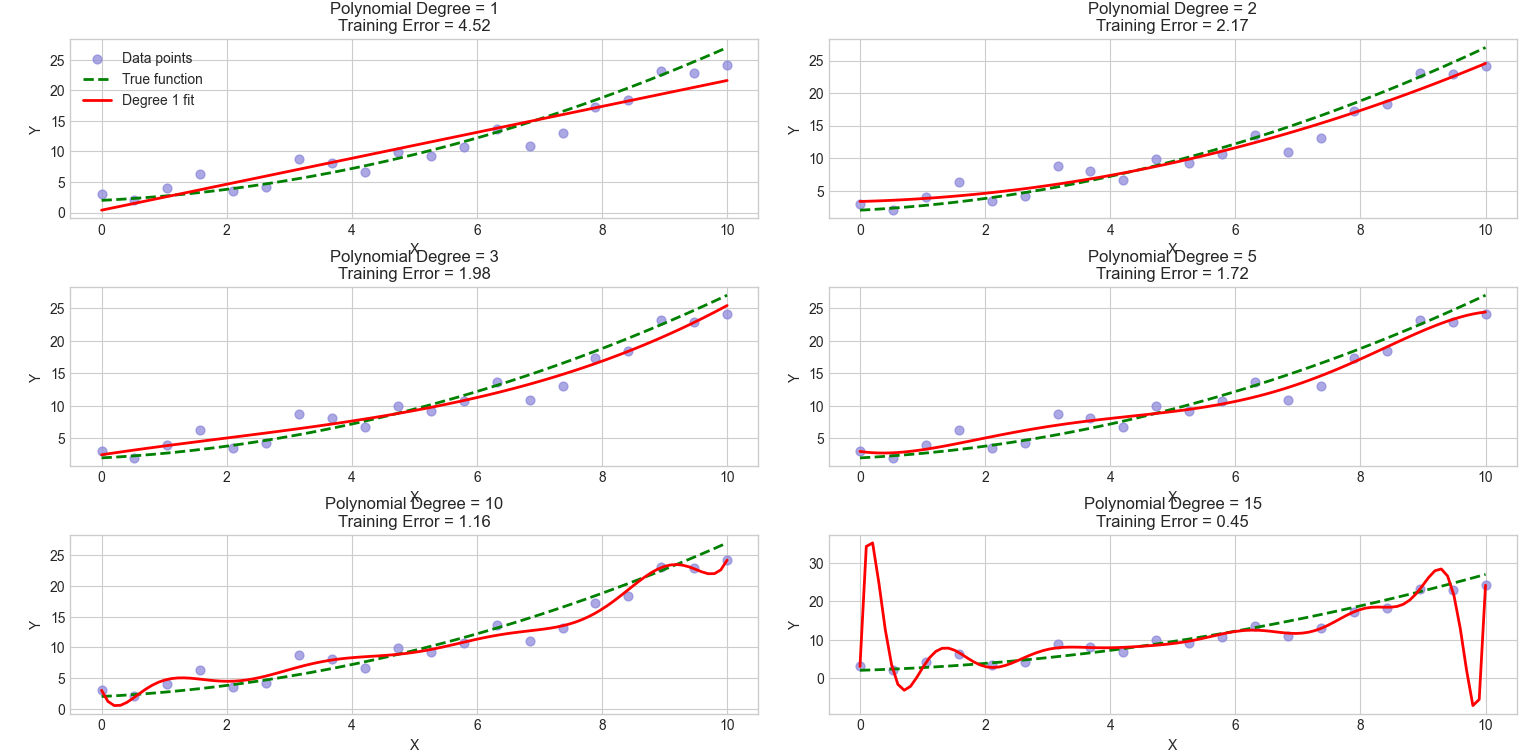 Polynomial Degree = 1
Training Error = 4.52
Data points
True function
Degree 1 fit
Y
25
20
15
10
5
0
0 2 4 6 8 10
X
Polynomial Degree = 2
Training Error = 2.17
Y
25
20
15
10
5
0 2 4 6 8 10
X
Polynomial Degree = 3
Training Error = 1.98
Y
25
20
15
10
5
0 2 4 6 8 10
X
Polynomial Degree = 5
Training Error = 1.72
Y
25
20
15
10
5
0 2 4 6 8 10
X
Polynomial Degree = 10
Training Error = 1.16
Y
25
20
15
10
5
0
0 2 4 6 8 10
X
Polynomial Degree = 15
Training Error = 0.45
Y
30
20
10
0
0 2 4 6 8 10
X